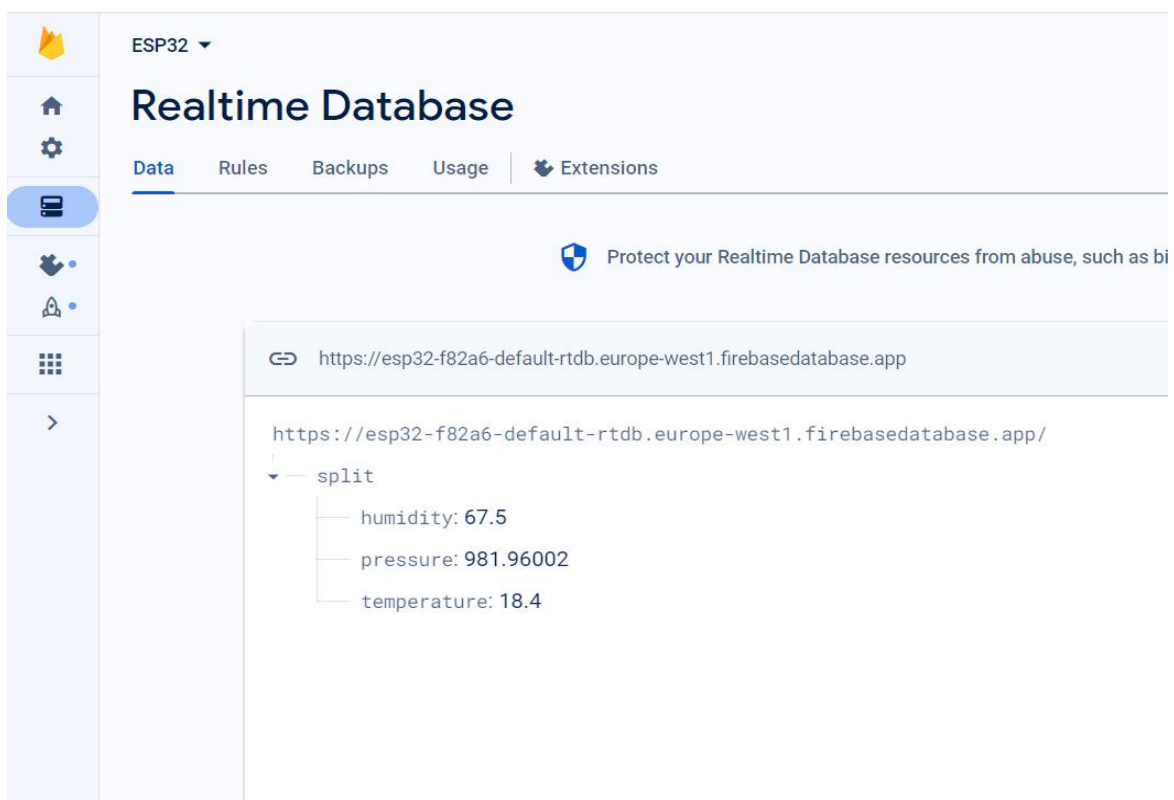 ESP32
Realtime Database
Data Rules Backups Usage Extensions
Protect your Realtime Database resources from abuse, such as bi
https://esp32-f82a6-default-rtdb.europe-west1.firebasedatabase.app
https://esp32-f82a6-default-rtdb.europe-west1.firebasedatabase.app/
split
humidity: 67.5
pressure: 981.96002
temperature: 18.4